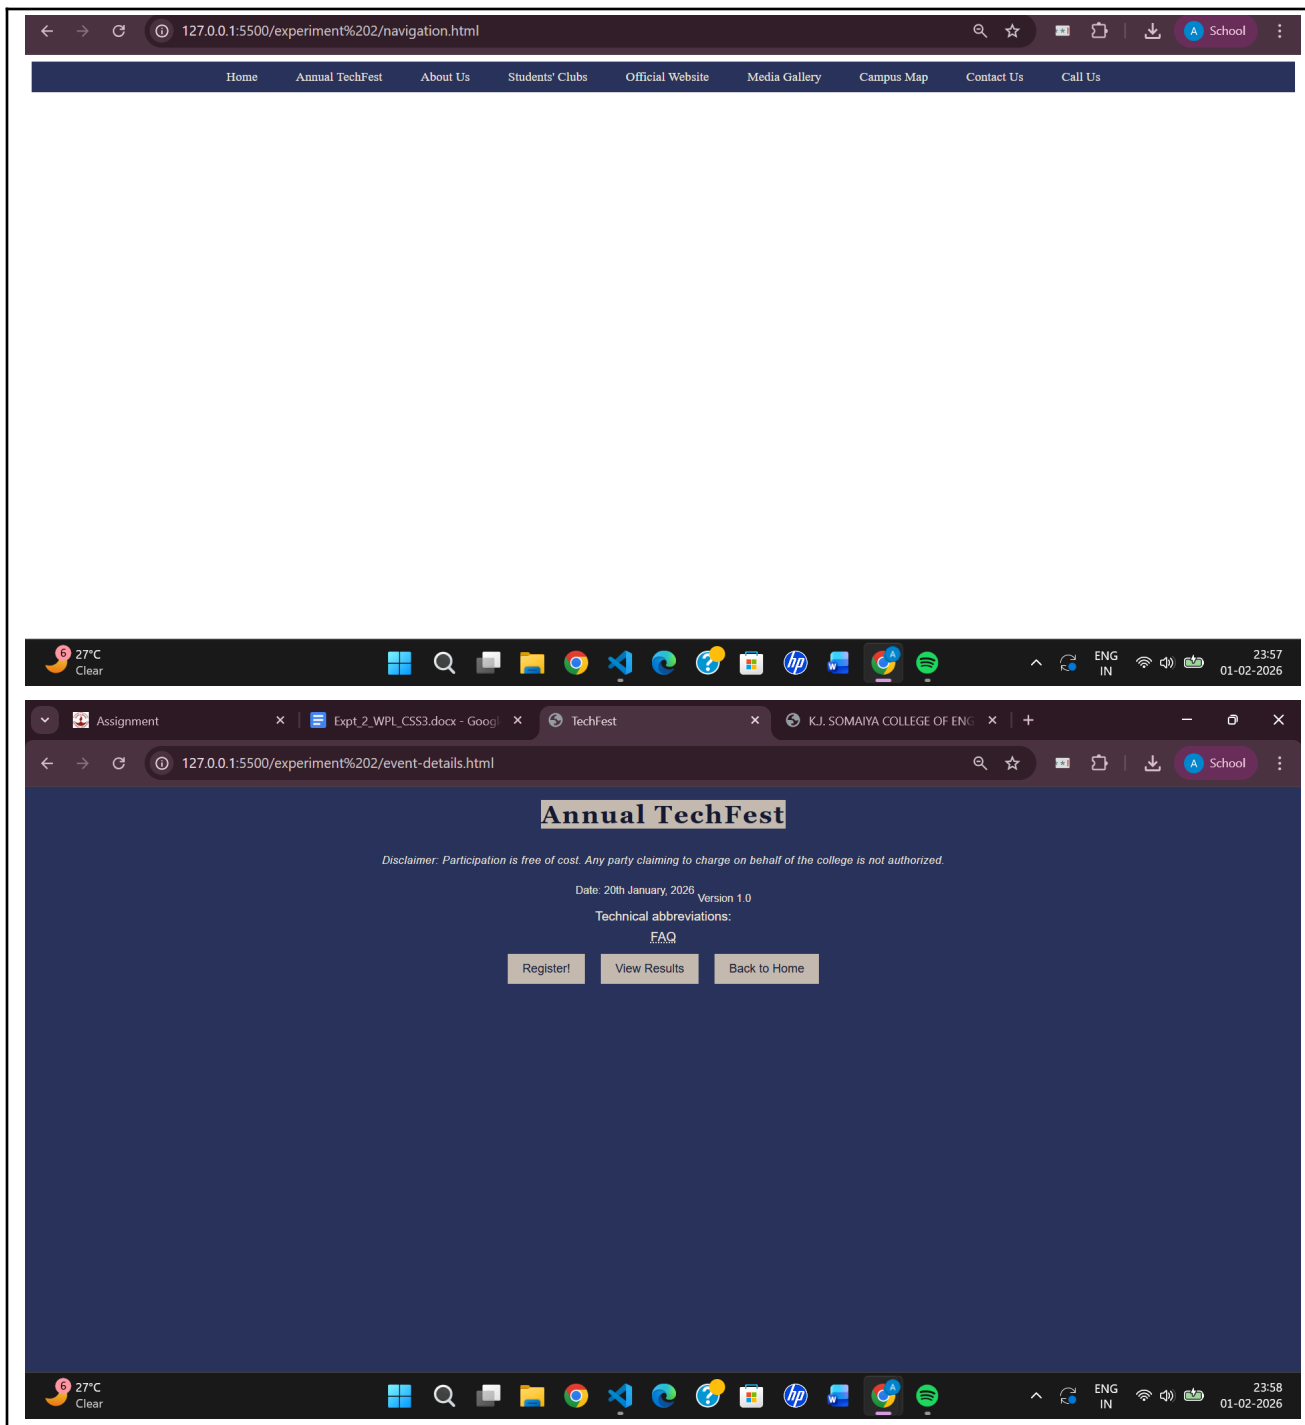 127.0.0.1:5500/experiment%202/navigation.html
A School
Home Annual TechFest About Us Students' Clubs Official Website Media Gallery Campus Map Contact Us Call Us
6 27°C
Clear
A
ENG
IN
23:57
01-02-2026
Assignment
Expt_2_WPL_CSS3.docx - Googl
TechFest
K.J. SOMAIYA COLLEGE OF ENG
127.0.0.1:5500/experiment%202/event-details.html
A School
Annual TechFest
Disclaimer: Participation is free of cost. Any party claiming to charge on behalf of the college is not authorized.
Date: 20th January, 2026 Version 1.0
Technical abbreviations:
FAQ
Register! View Results Back to Home
6 27°C
Clear
A
ENG
IN
23:58
01-02-2026